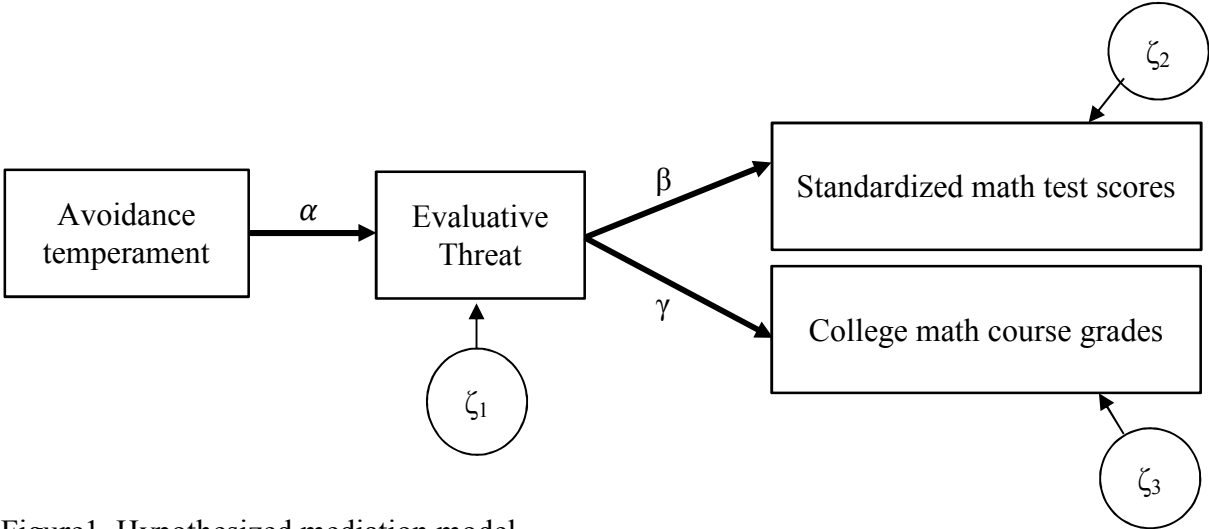 ζ2
Standardized math test scores
β
Avoidance
temperament
α
Evaluative
Threat
γ
College math course grades
ζ1
ζ3
Figure1. Hypothesized mediation model